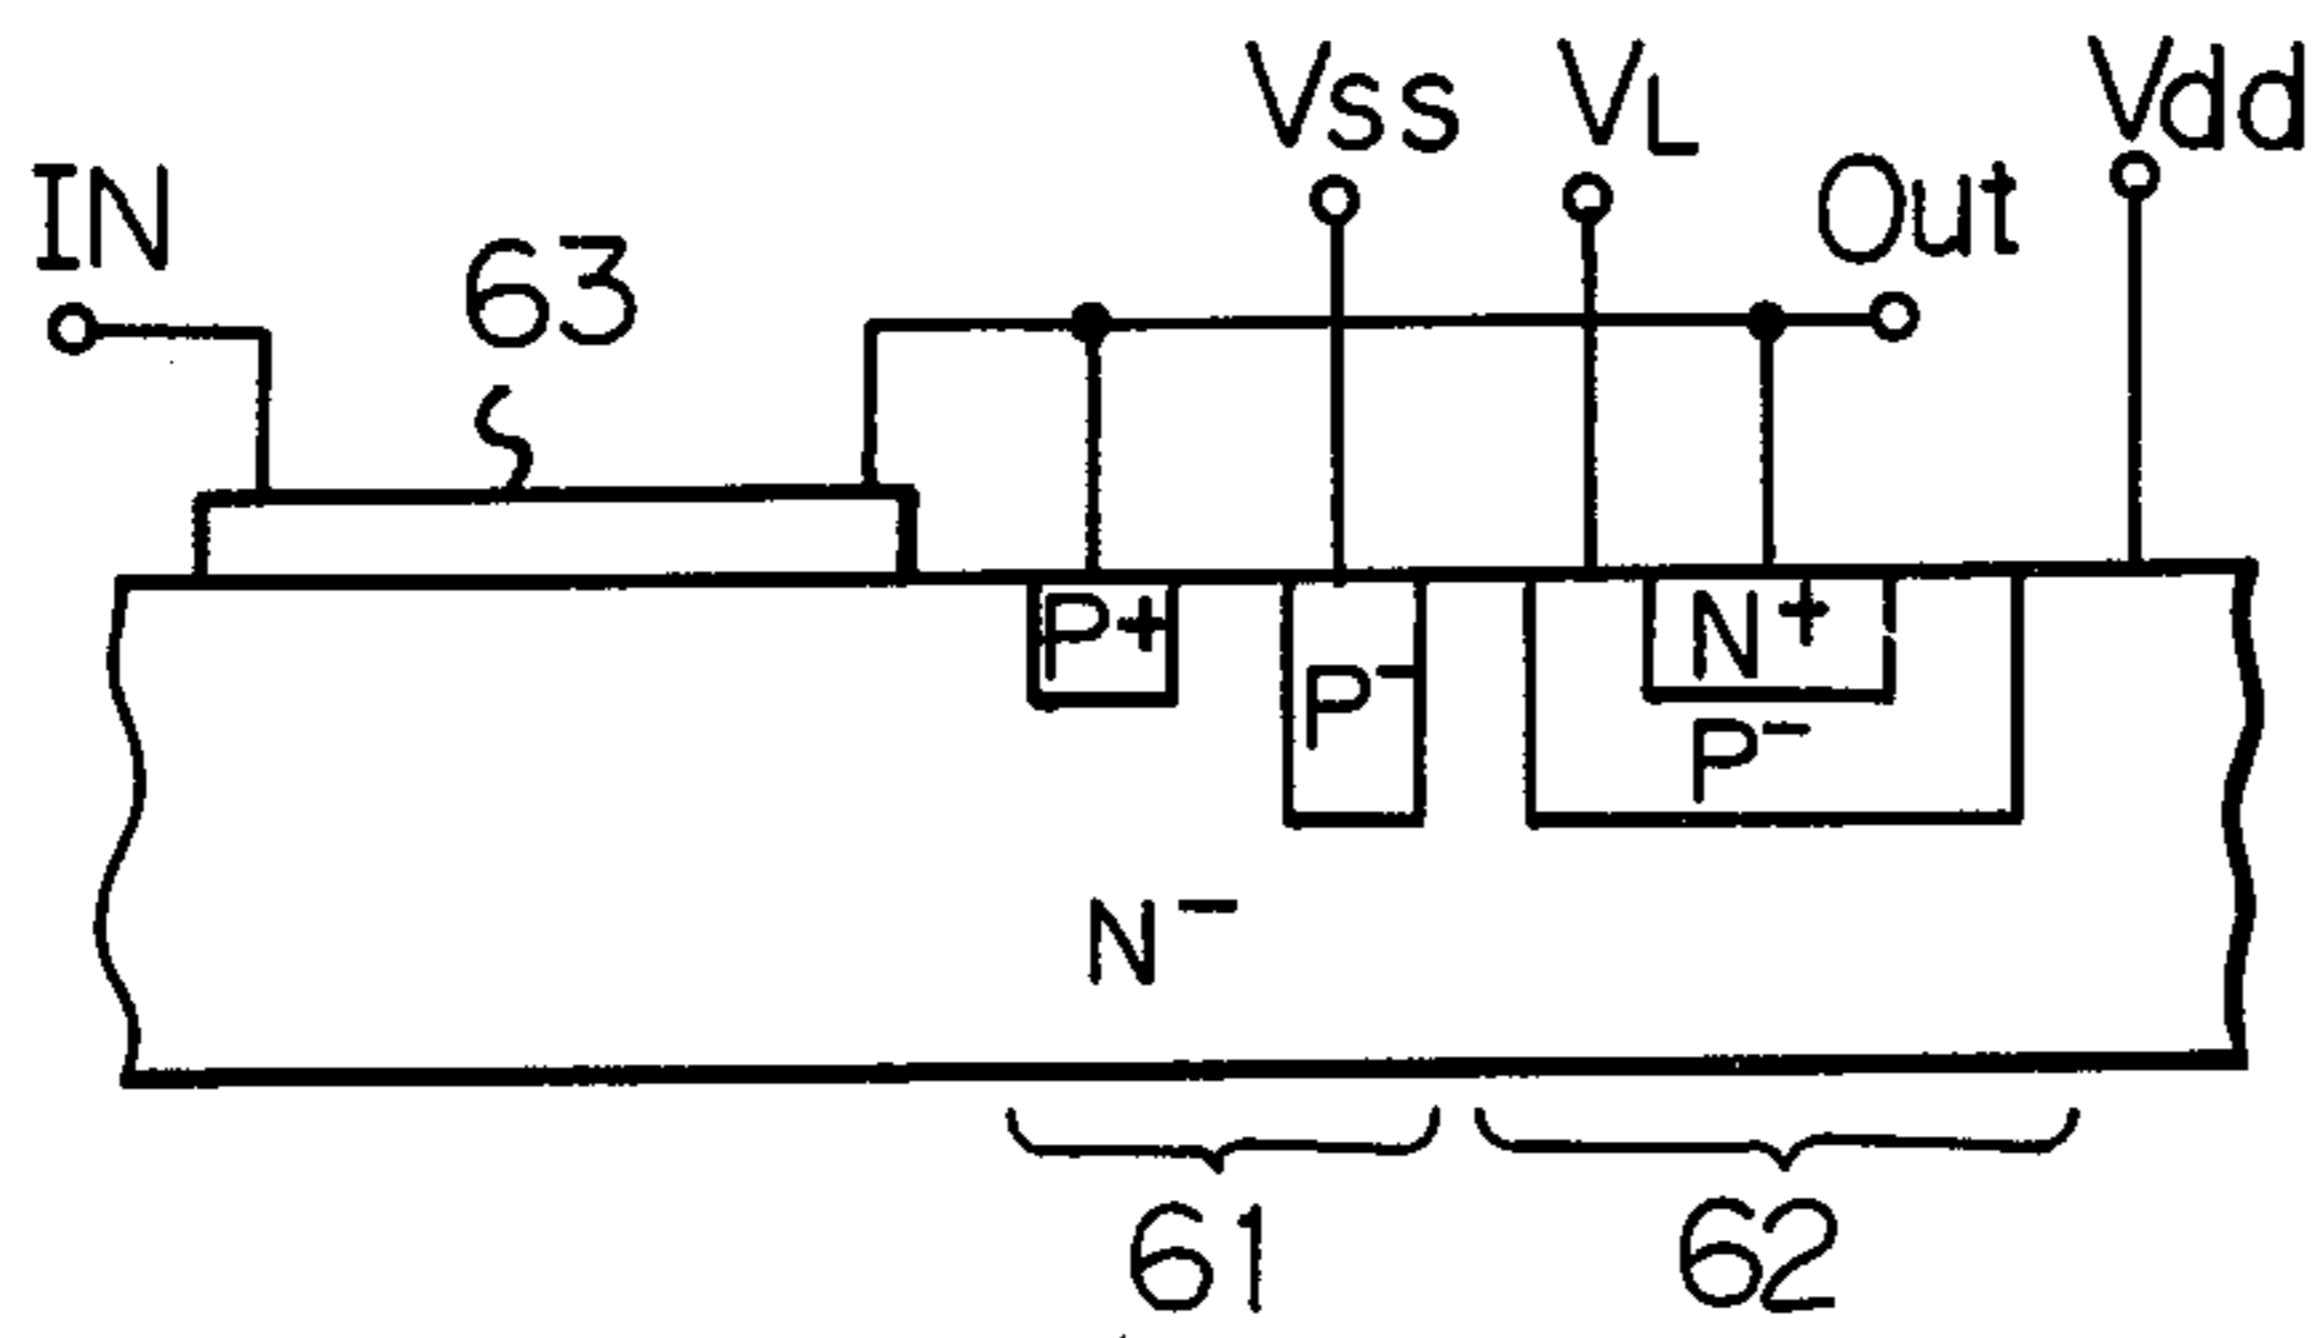 Vss VL Vdd
IN 63 Out
P+ P- N+
P-
N-
61 62